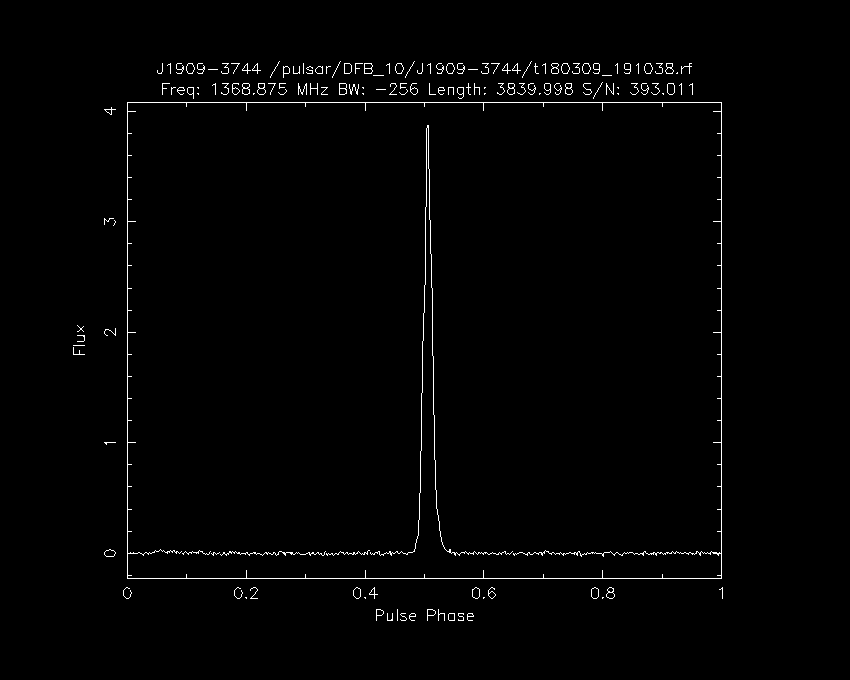 J1909-3744 /pulsar/DFB_10/J1909-3744/t180309_191038.rf
Freq: 1368.875 MHz BW: -256 Length: 3839.998 S/N: 393.011
4
3
2
1
0
Flux
0 0.2 0.4 0.6 0.8 1
Pulse Phase